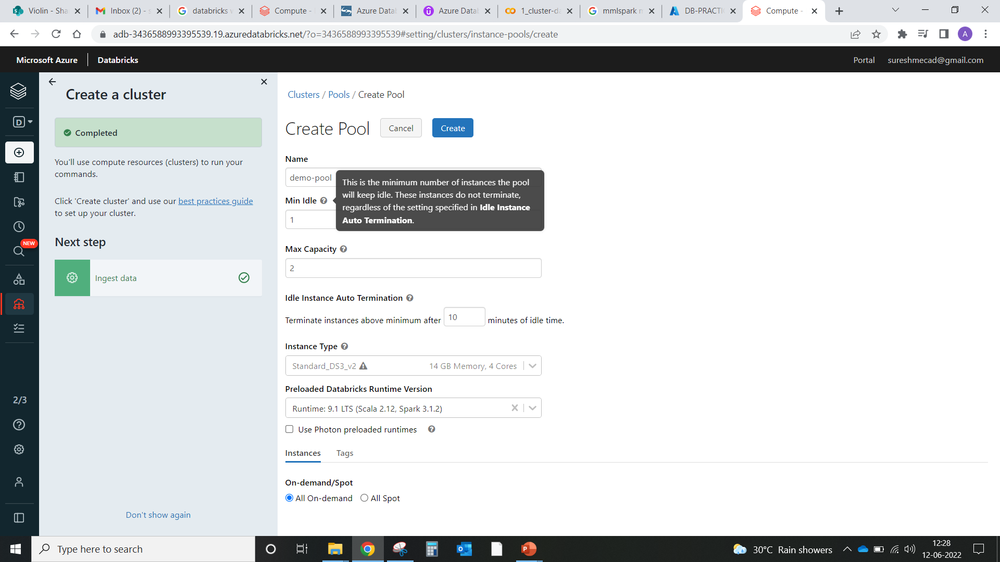 Violin - Sha
Inbox (2) - s
databricks w
Compute -
Azure Data
Azure Datab
1_cluster-da
mmlspark m
DB-PRACTI
Compute -
adb-3436588993395539.19.azuredatabricks.net/?o=3436588993395539#setting/clusters/instance-pools/create
A
Microsoft Azure
Databricks
Portal
sureshmecad@gmail.com
D
NEW
2/3
Create a cluster
Completed
You'll use compute resources (clusters) to run your
commands.
Click 'Create cluster' and use our best practices guide
to set up your cluster.
Next step
Ingest data
Don't show again
Clusters / Pools / Create Pool
Create Pool
Cancel
Create
Name
demo-pool
Min Idle
This is the minimum number of instances the pool
will keep idle. These instances do not terminate,
regardless of the setting specified in Idle Instance
Auto Termination.
1
Max Capacity
2
Idle Instance Auto Termination
Terminate instances above minimum after 10 minutes of idle time.
Instance Type
Standard_DS3_v2 14 GB Memory, 4 Cores
Preloaded Databricks Runtime Version
Runtime: 9.1 LTS (Scala 2.12, Spark 3.1.2)
Use Photon preloaded runtimes
Instances Tags
On-demand/Spot
All On-demand All Spot
Type here to search
30°C Rain showers
12:28
12-06-2022